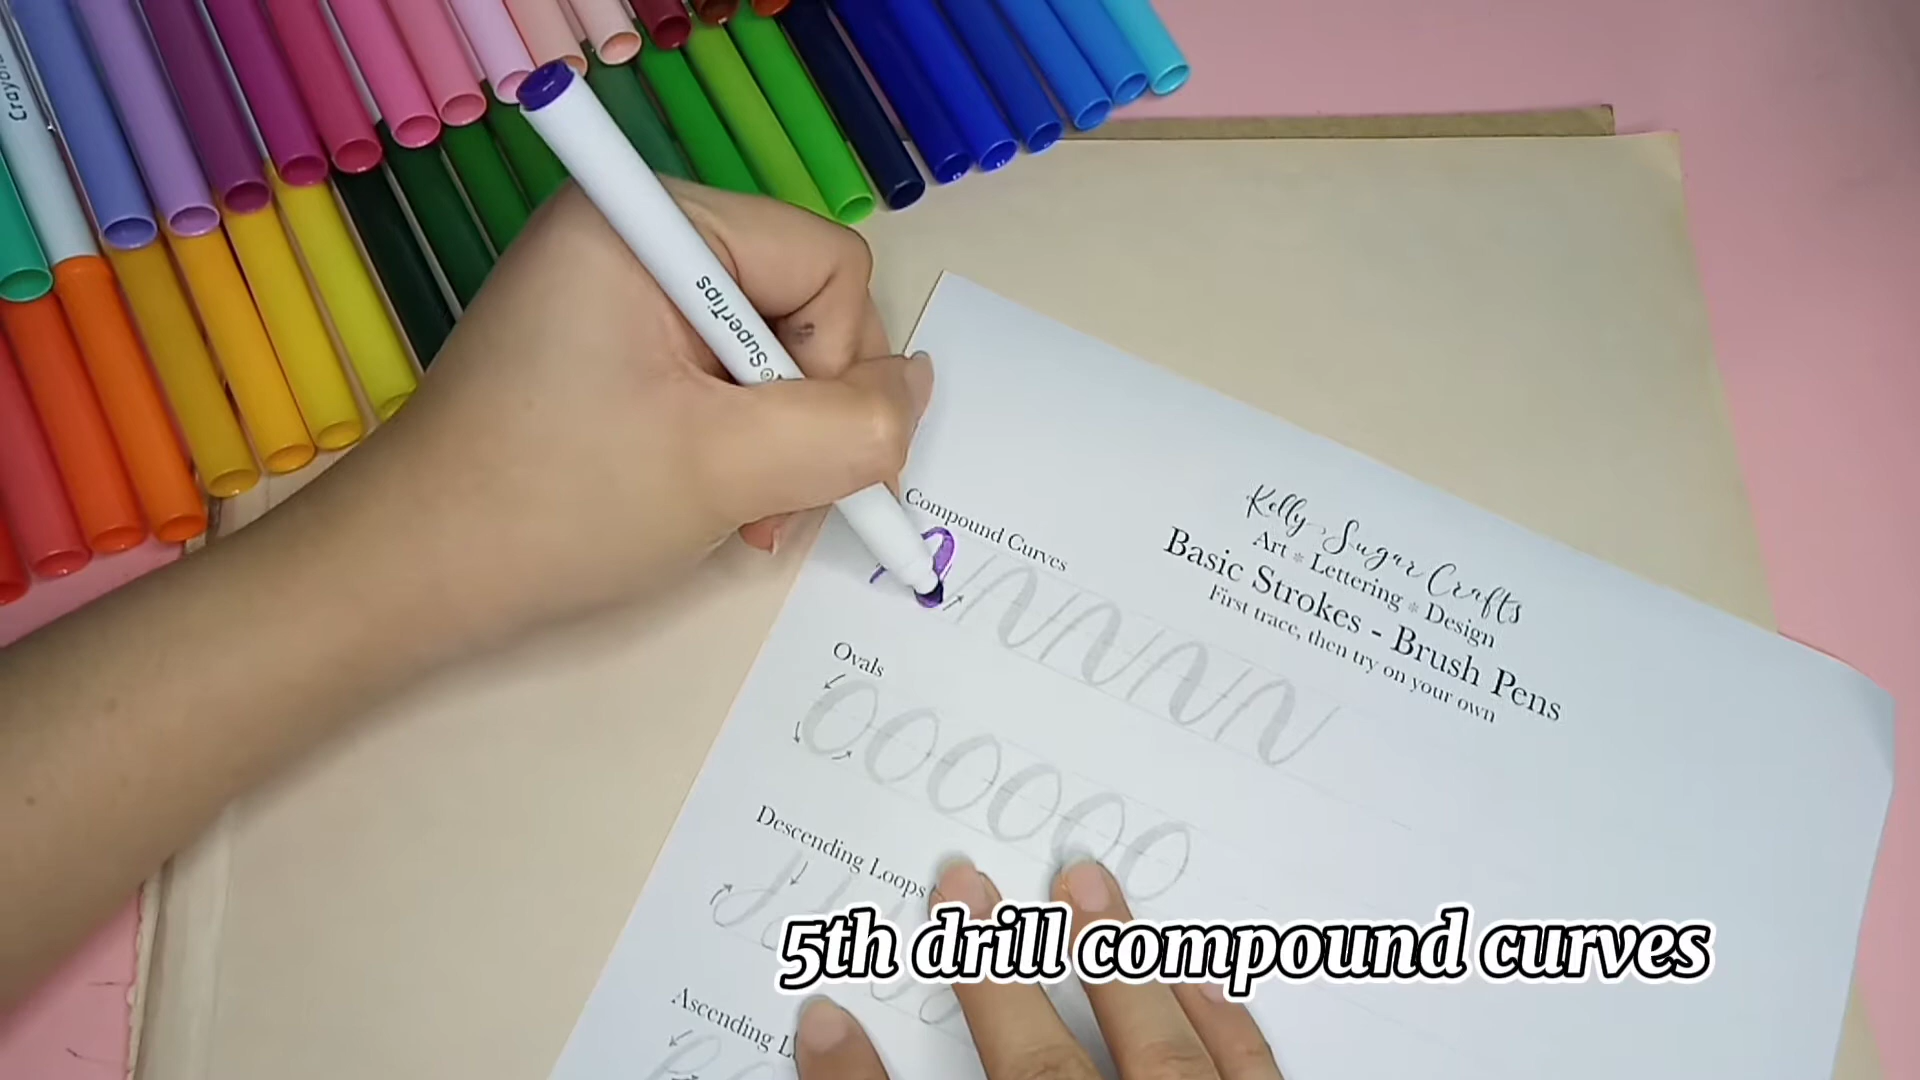 Crayola
SuperTips
Kelly Sugar Crafts
Art * Lettering * Design
Basic Strokes - Brush Pens
First trace, then try on your own
Compound Curves
Ovals
Descending Loops
Ascending
5th drill compound curves